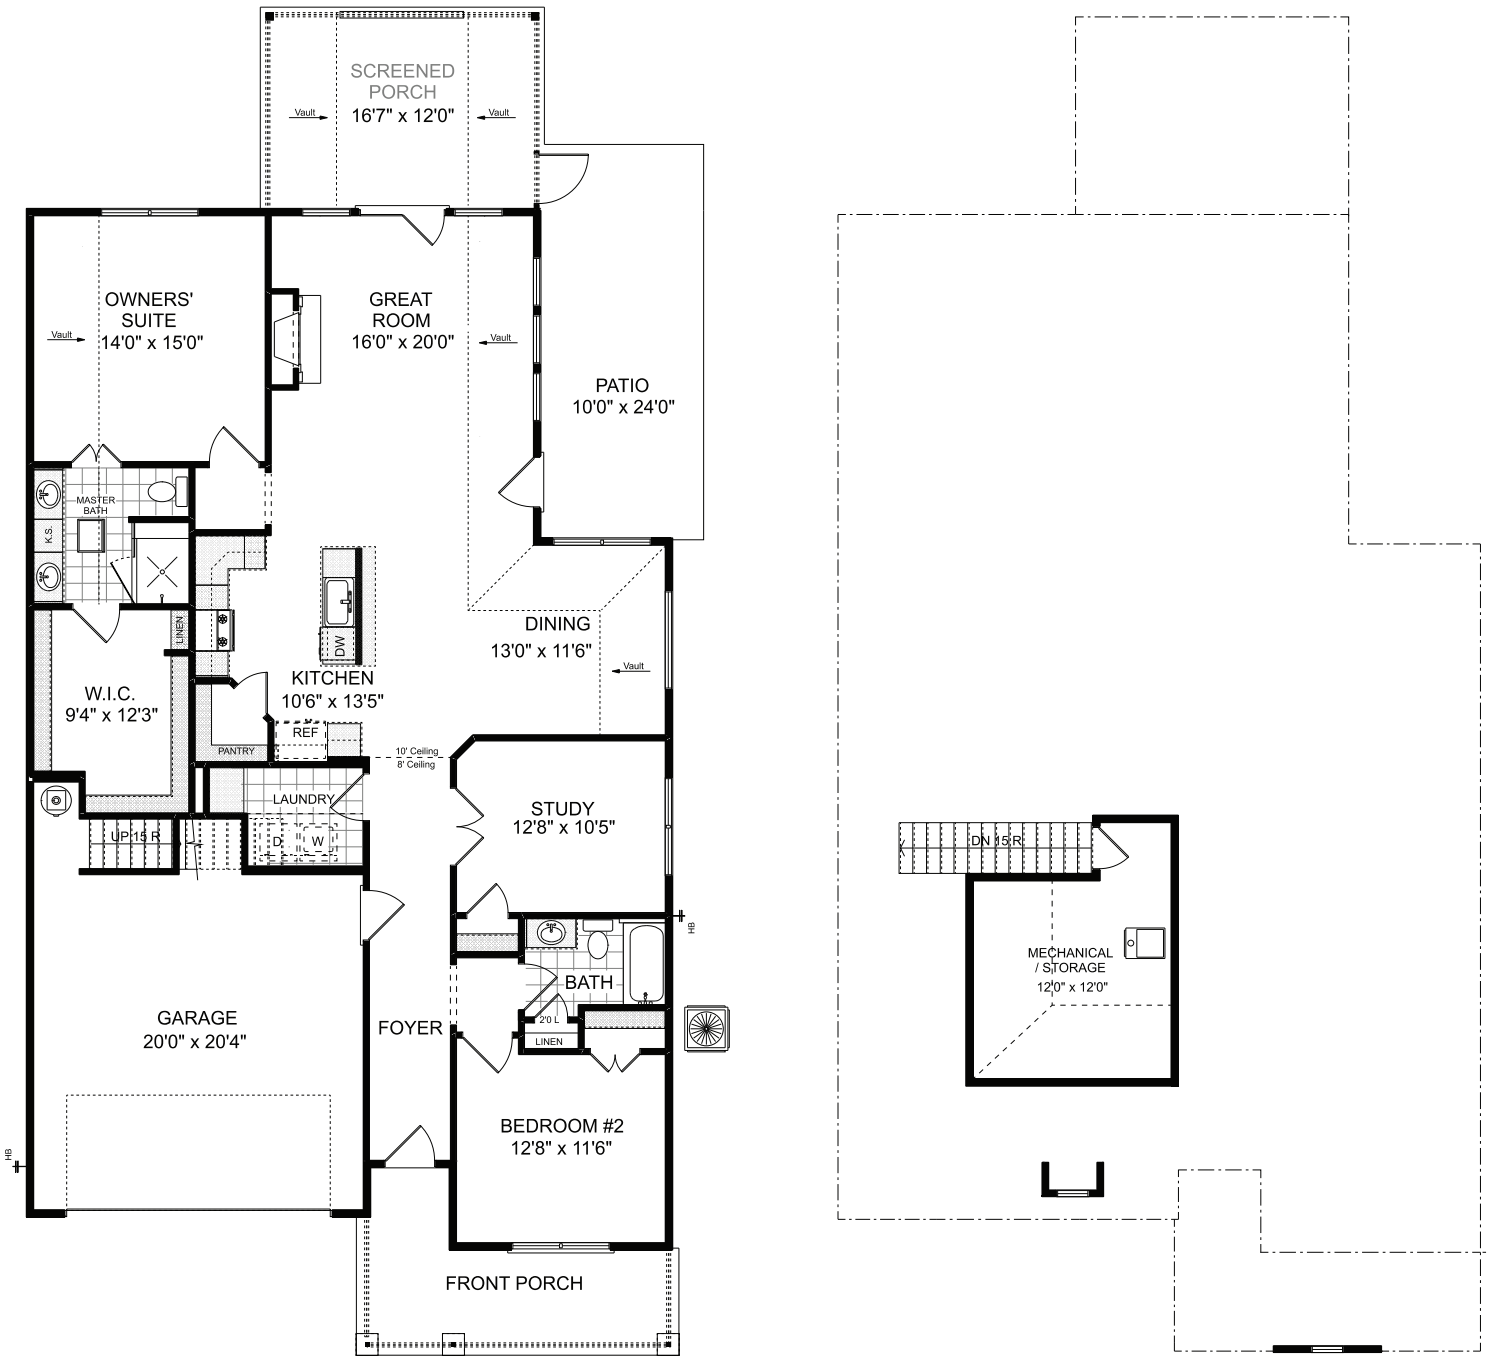 SCREENED
PORCH
16'7" x 12'0"
Vault
Vault
OWNERS'
SUITE
14'0" x 15'0"
Vault
GREAT
ROOM
16'0" x 20'0"
Vault
PATIO
10'0" x 24'0"
MASTER
BATH
K.S.
LINEN
DW
DINING
13'0" x 11'6"
Vault
KITCHEN
10'6" x 13'5"
W.I.C.
9'4" x 12'3"
REF
PANTRY
10' Ceiling
8' Ceiling
LAUNDRY
D
W
UP 15 R
STUDY
12'8" x 10'5"
HB
BATH
2'0 L
LINEN
FOYER
GARAGE
20'0" x 20'4"
BEDROOM #2
12'8" x 11'6"
HB
FRONT PORCH
DN 15 R
MECHANICAL
/ STORAGE
12'0" x 12'0"